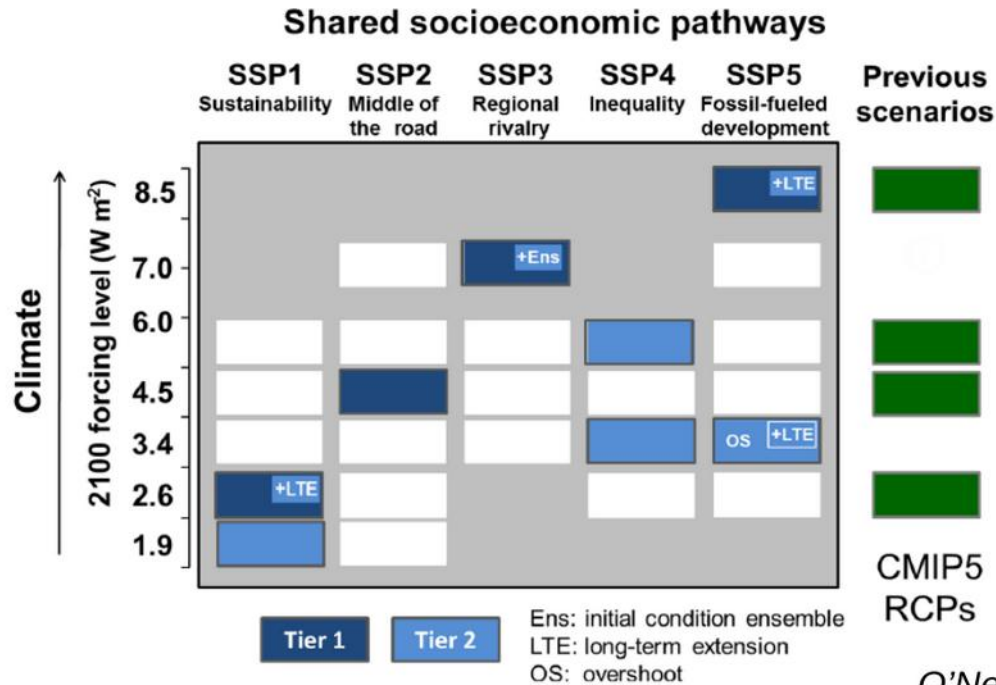 Shared socioeconomic pathways
SSP1 SSP2 SSP3 SSP4 SSP5
Sustainability Middle of the road Regional rivalry Inequality Fossil-fueled development
Previous scenarios
Climate
2100 forcing level (W m-2)
8.5 +LTE
7.0 +Ens
6.0
4.5
3.4 OS +LTE
2.6 +LTE
1.9
CMIP5
RCPs
Tier 1 Tier 2
Ens: initial condition ensemble
LTE: long-term extension
OS: overshoot